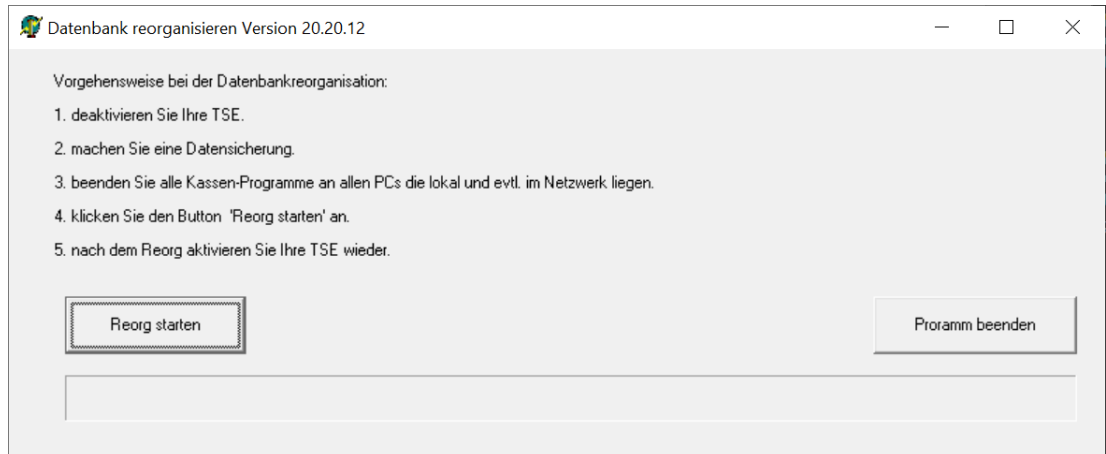 Datenbank reorganisieren Version 20.20.12
Vorgehensweise bei der Datenbankreorganisation:
1. deaktivieren Sie Ihre TSE.
2. machen Sie eine Datensicherung.
3. beenden Sie alle Kassen-Programme an allen PCs die lokal und evtl. im Netzwerk liegen.
4. klicken Sie den Button  'Reorg starten' an.
5. nach dem Reorg aktivieren Sie Ihre TSE wieder.
Reorg starten
Proramm beenden